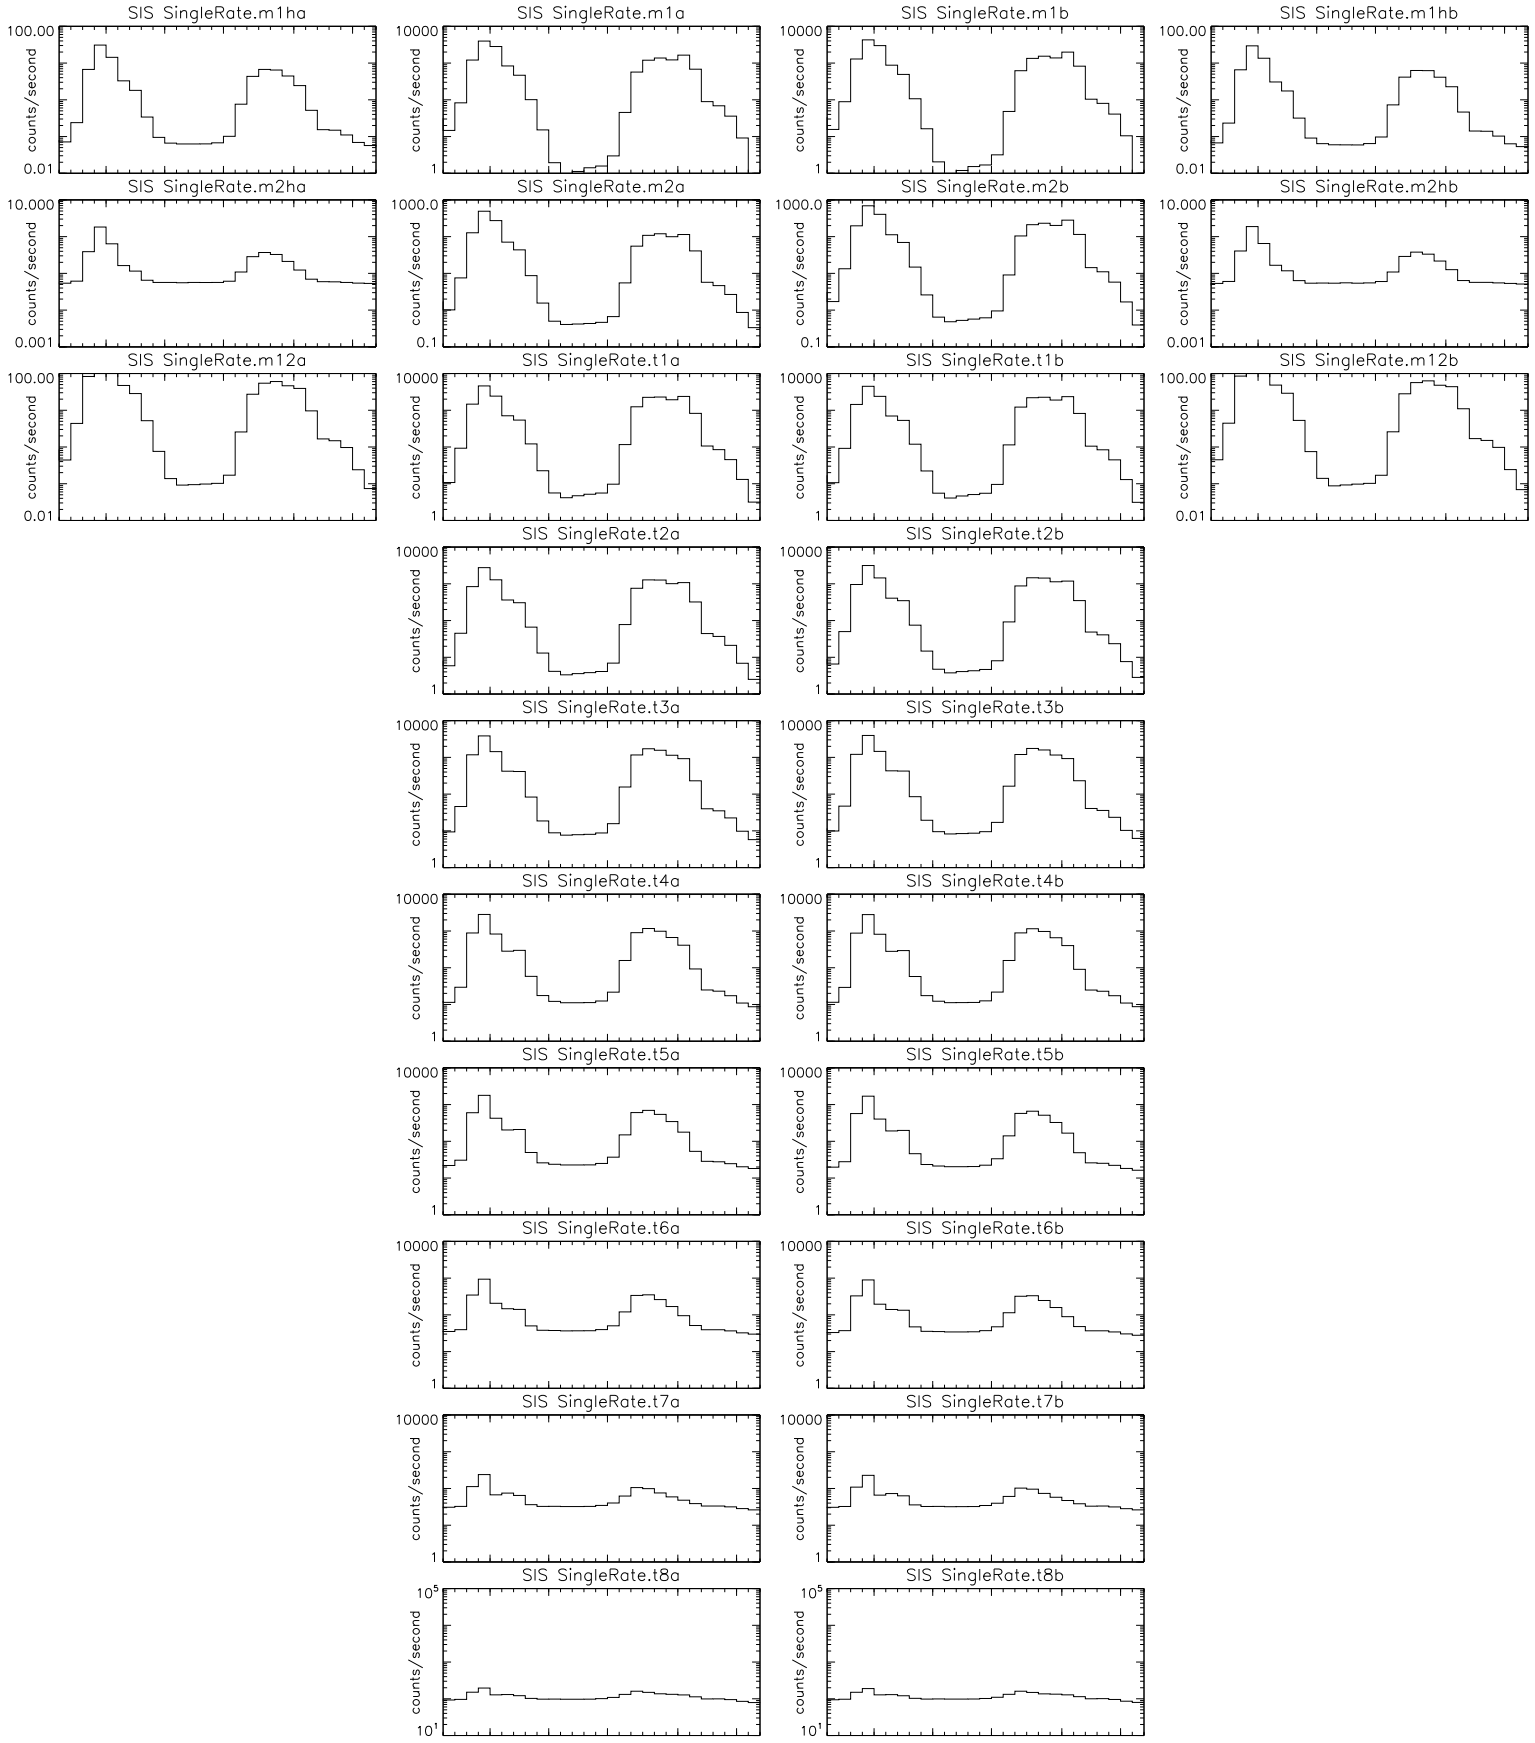 SIS SingleRate.m1ha
SIS SingleRate.m1a
SIS SingleRate.m1b
SIS SingleRate.m1hb
100.00
counts/second
0.01
10000
counts/second
1
10000
counts/second
1
100.00
counts/second
0.01
SIS SingleRate.m2ha
SIS SingleRate.m2a
SIS SingleRate.m2b
SIS SingleRate.m2hb
10.000
counts/second
0.001
1000.0
counts/second
0.1
1000.0
counts/second
0.1
10.000
counts/second
0.001
SIS SingleRate.m12a
SIS SingleRate.t1a
SIS SingleRate.t1b
SIS SingleRate.m12b
100.00
counts/second
0.01
10000
counts/second
1
10000
counts/second
1
100.00
counts/second
0.01
SIS SingleRate.t2a
SIS SingleRate.t2b
10000
counts/second
1
10000
counts/second
1
SIS SingleRate.t3a
SIS SingleRate.t3b
10000
counts/second
1
10000
counts/second
1
SIS SingleRate.t4a
SIS SingleRate.t4b
10000
counts/second
1
10000
counts/second
1
SIS SingleRate.t5a
SIS SingleRate.t5b
10000
counts/second
1
10000
counts/second
1
SIS SingleRate.t6a
SIS SingleRate.t6b
10000
counts/second
1
10000
counts/second
1
SIS SingleRate.t7a
SIS SingleRate.t7b
10000
counts/second
1
10000
counts/second
1
SIS SingleRate.t8a
SIS SingleRate.t8b
10⁵
counts/second
10¹
10⁵
counts/second
10¹